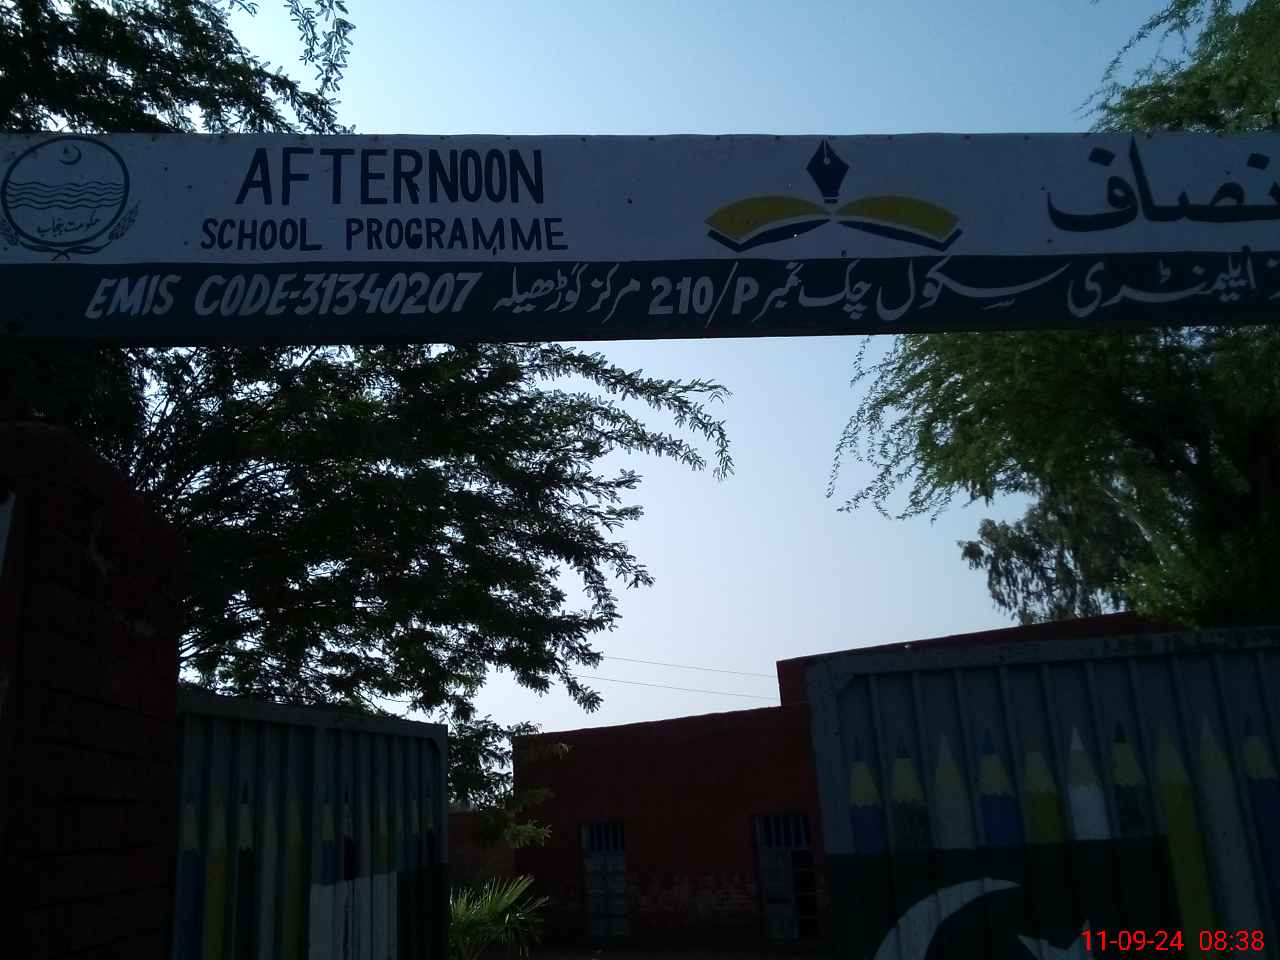 حکومت پنجاب
AFTERNOON
SCHOOL PROGRAMME
نصاف
ایلیمنٹری سکول چک نمبر 210/P مرکز گوڑھیلہ EMIS CODE-31340207
11-09-24 08:38